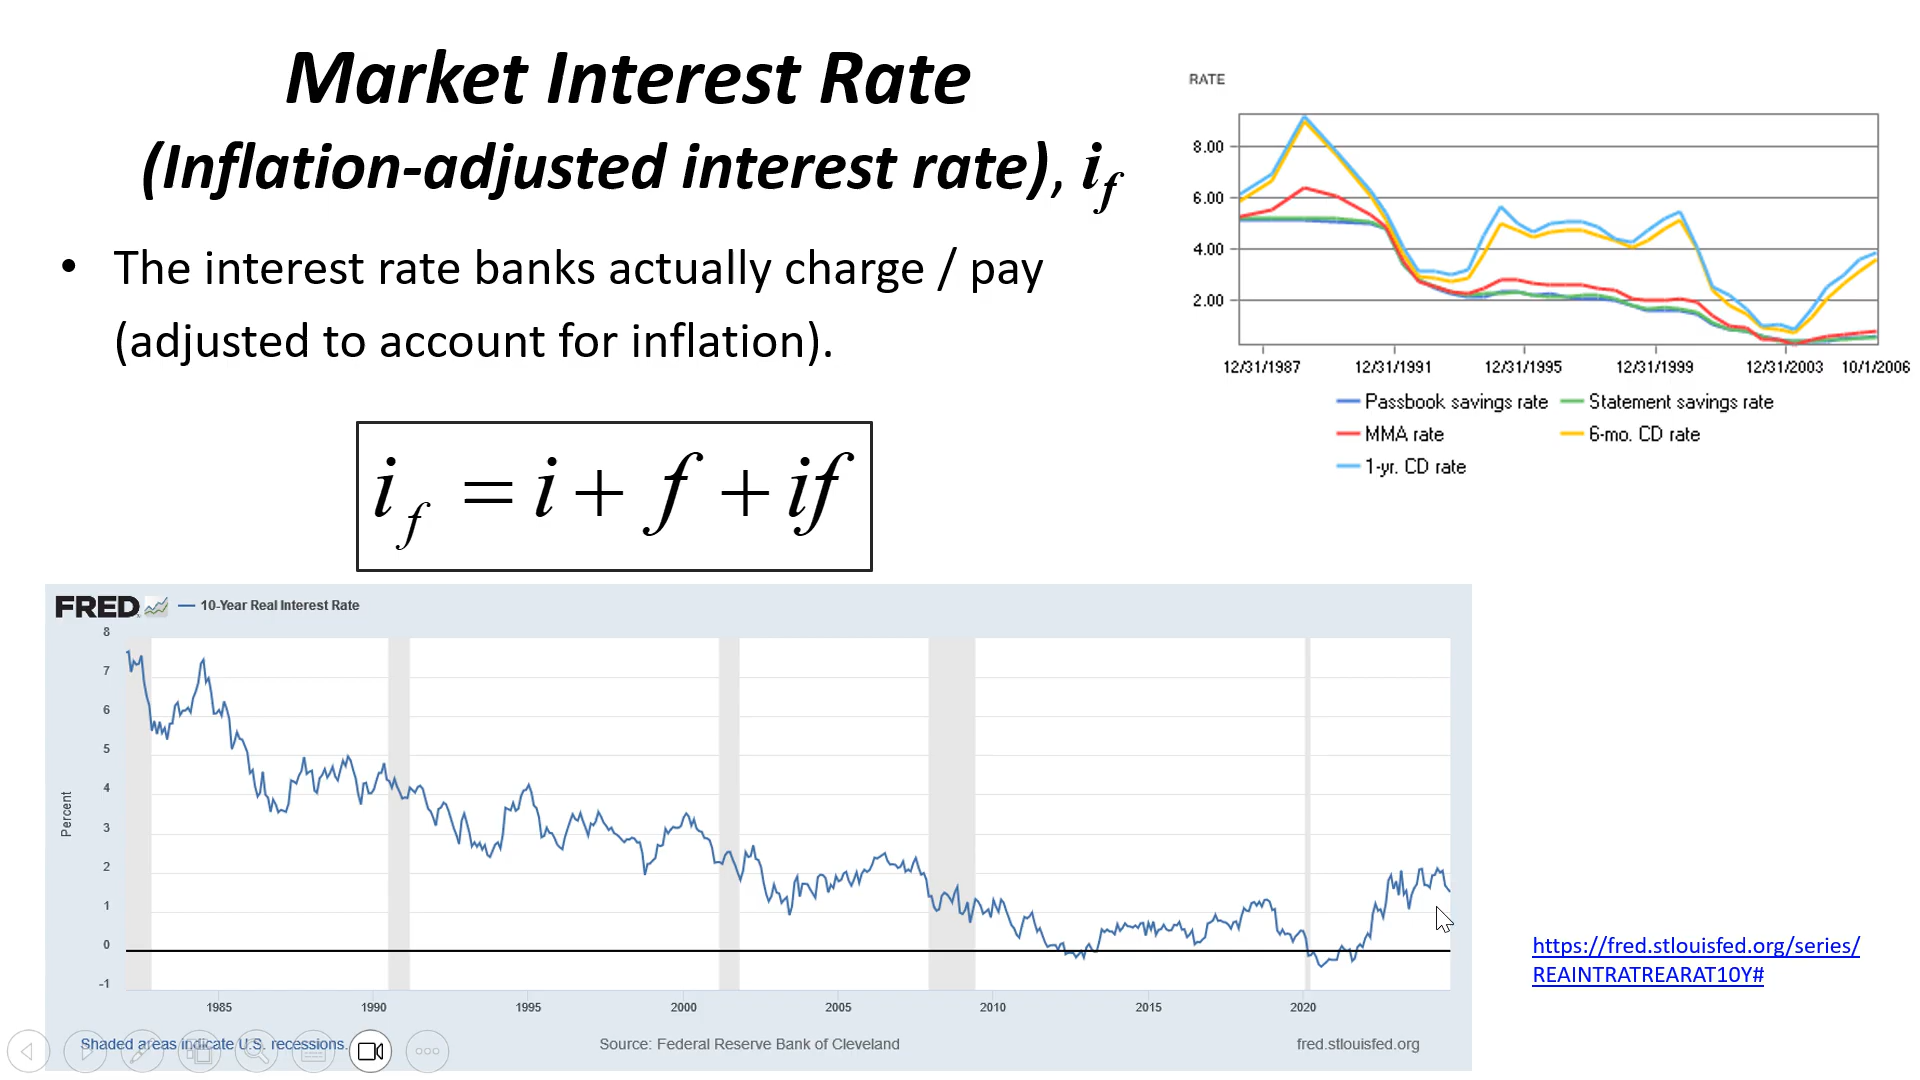 Market Interest Rate
(Inflation-adjusted interest rate), i_f
• The interest rate banks actually charge / pay
(adjusted to account for inflation).
i_f = i + f + if
RATE
8.00
6.00
4.00
2.00
12/31/1987 12/31/1991 12/31/1995 12/31/1999 12/31/2003 10/1/2006
Passbook savings rate Statement savings rate
MMA rate 6-mo. CD rate
1-yr. CD rate
FRED 10-Year Real Interest Rate
8
7
6
5
4
3
2
1
0
-1
Percent
1985 1990 1995 2000 2005 2010 2015 2020
Shaded areas indicate U.S. recessions. Source: Federal Reserve Bank of Cleveland fred.stlouisfed.org
https://fred.stlouisfed.org/series/
REAINTRATREARAT10Y#